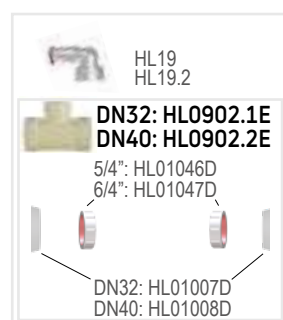 HL19
HL19.2
DN32: HL0902.1E
DN40: HL0902.2E
5/4”: HL01046D
6/4”: HL01047D
DN32: HL01007D
DN40: HL01008D